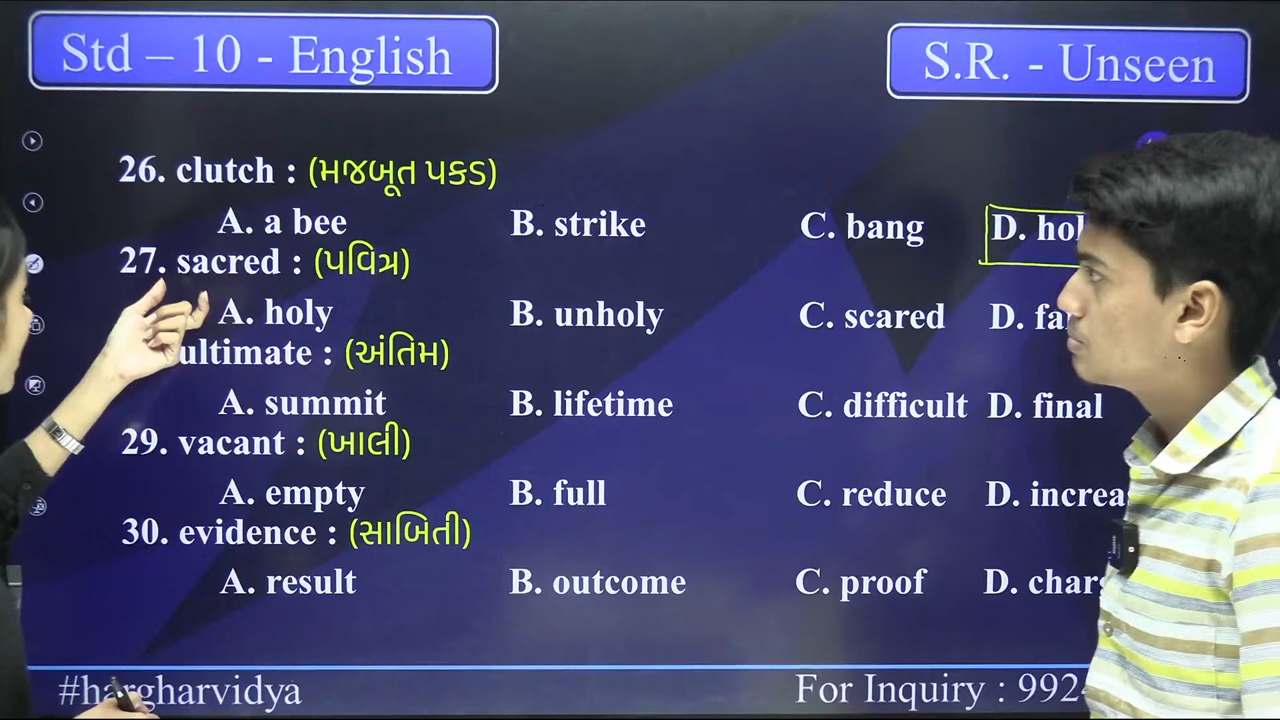 Std – 10 - English
S.R. - Unseen
26. clutch : (મજબૂત પકડ)
A. a bee B. strike C. bang D.
27. sacred : (પવિત્ર)
A. holy B. unholy C. scared D.
ultimate : (અંતિમ)
A. summit B. lifetime C. difficult D. final
29. vacant : (ખાલી)
A. empty B. full C. reduce D.
30. evidence : (સાબિતી)
A. result B. outcome C. proof D.
#hargharvidya
For Inquiry :